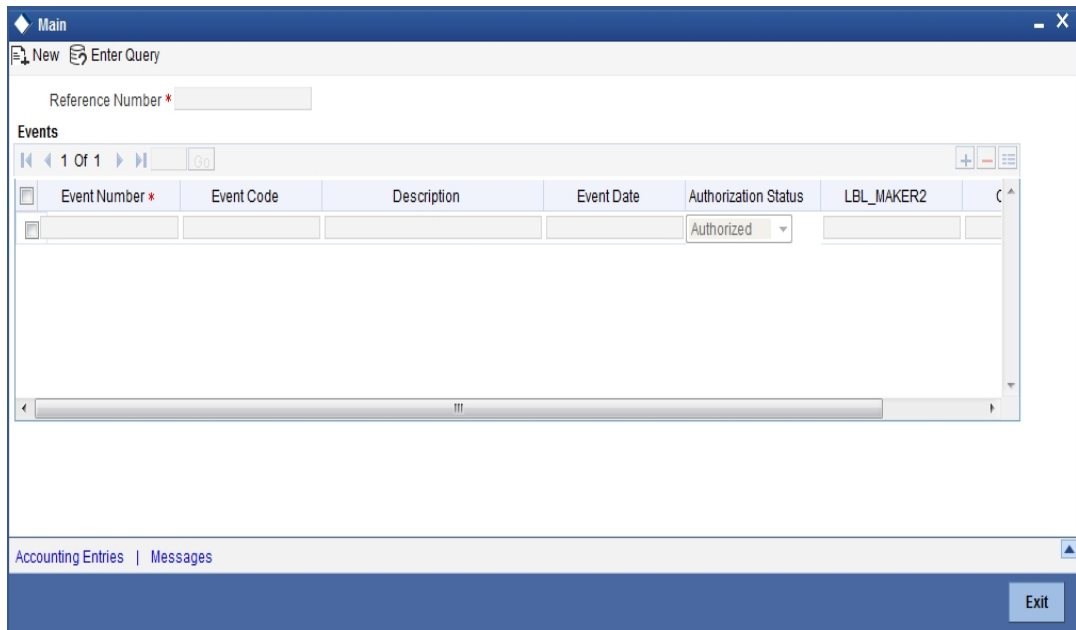 Main
New Enter Query
Reference Number *
Events
1 Of 1 Go
Event Number * Event Code Description Event Date Authorization Status LBL_MAKER2
Authorized
Accounting Entries | Messages
Exit